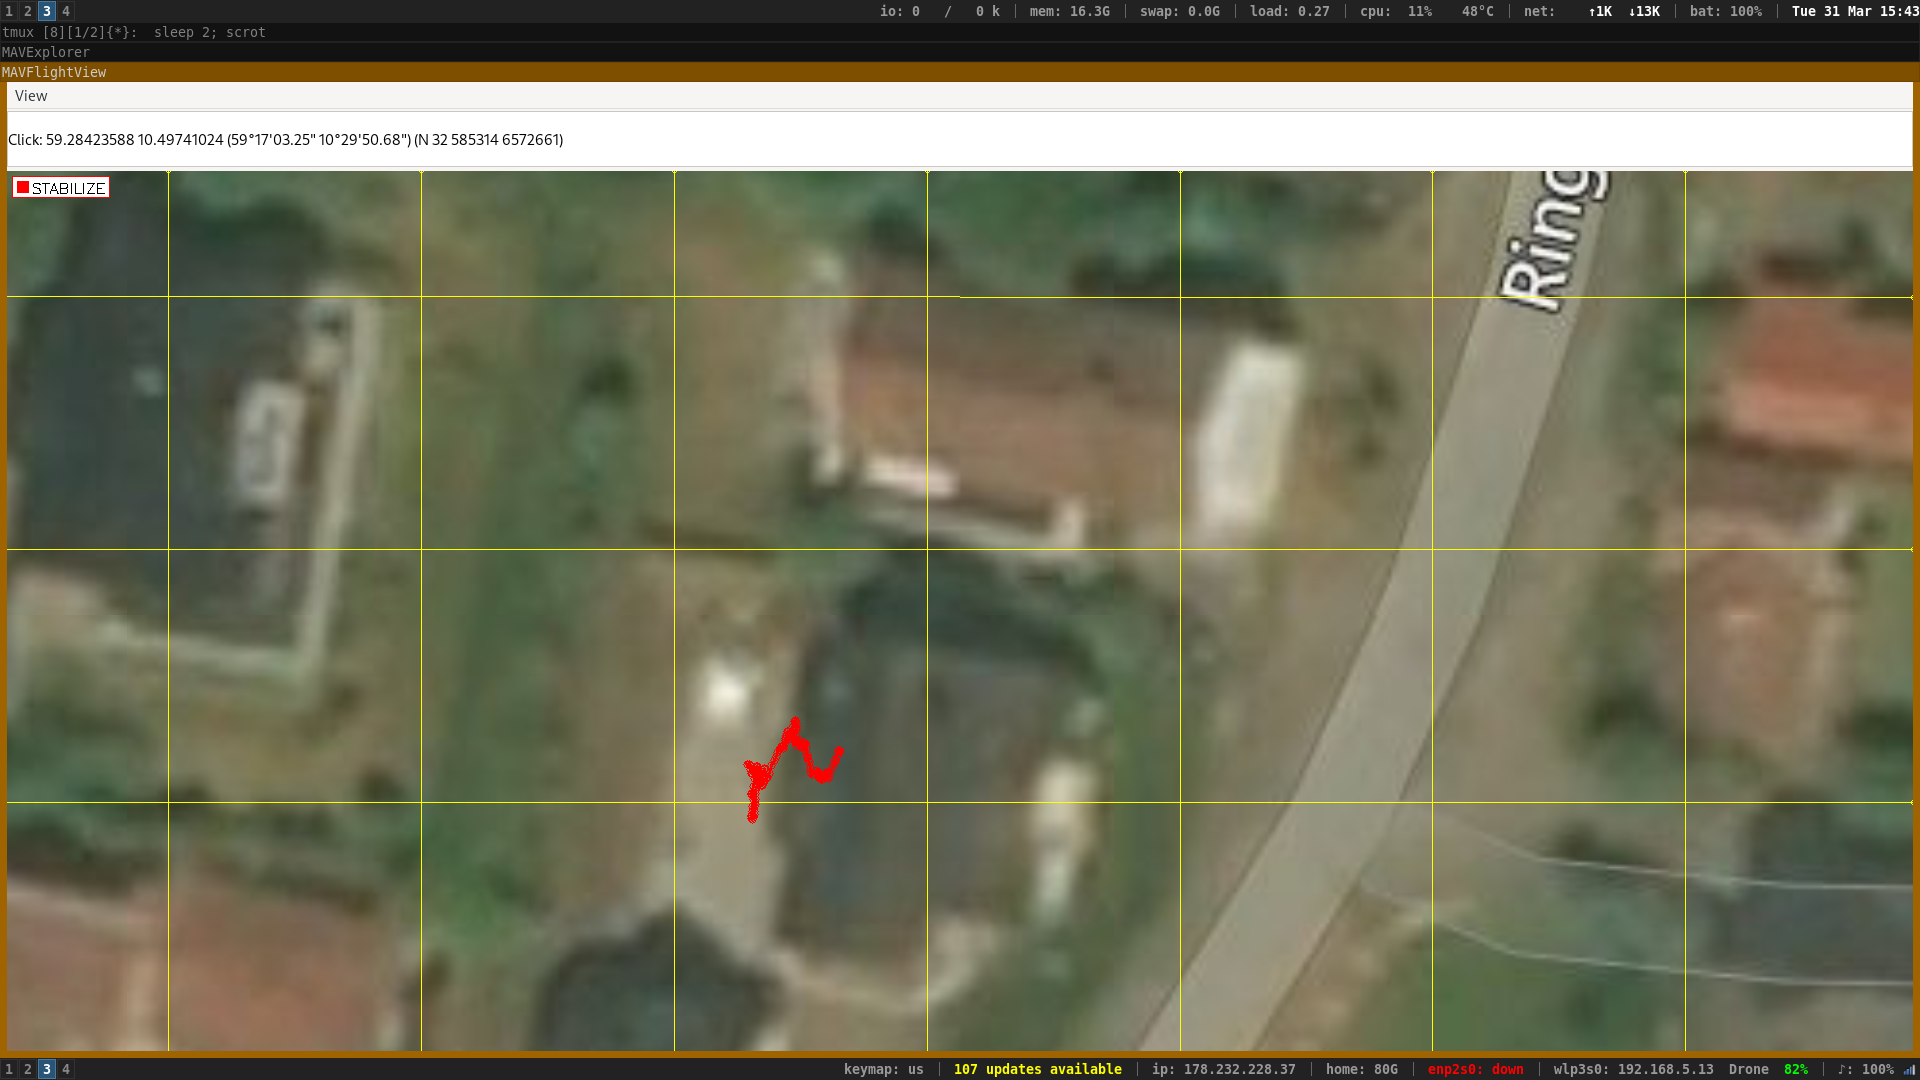 1 2 3 4 io: 0 / 0 k mem: 16.3G swap: 0.0G load: 0.27 cpu: 11% 48°C net: ↑1K ↓13K bat: 100% Tue 31 Mar 15:43
tmux [8][1/2]{*}: sleep 2; scrot
MAVExplorer
MAVFlightView
View
Click: 59.28423588 10.49741024 (59°17'03.25" 10°29'50.68") (N 32 585314 6572661)
STABILIZE
Ring
1 2 3 4 keymap: us 107 updates available ip: 178.232.228.37 home: 80G enp2s0: down wlp3s0: 192.168.5.13 Drone 82% ♪: 100%